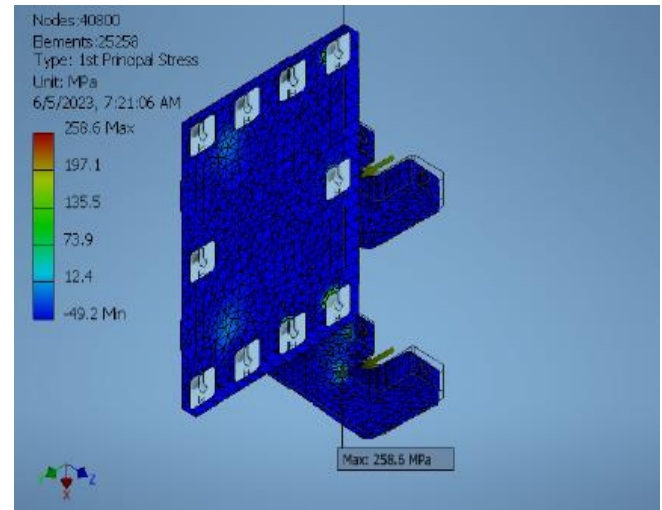 Nodes:40800
Elements:25258
Type: 1st Principal Stress
Unit: MPa
6/5/2023, 7:21:06 AM
258.6 Max
197.1
135.5
73.9
12.4
-49.2 Min
Max: 258.6 MPa
Y
Z
X